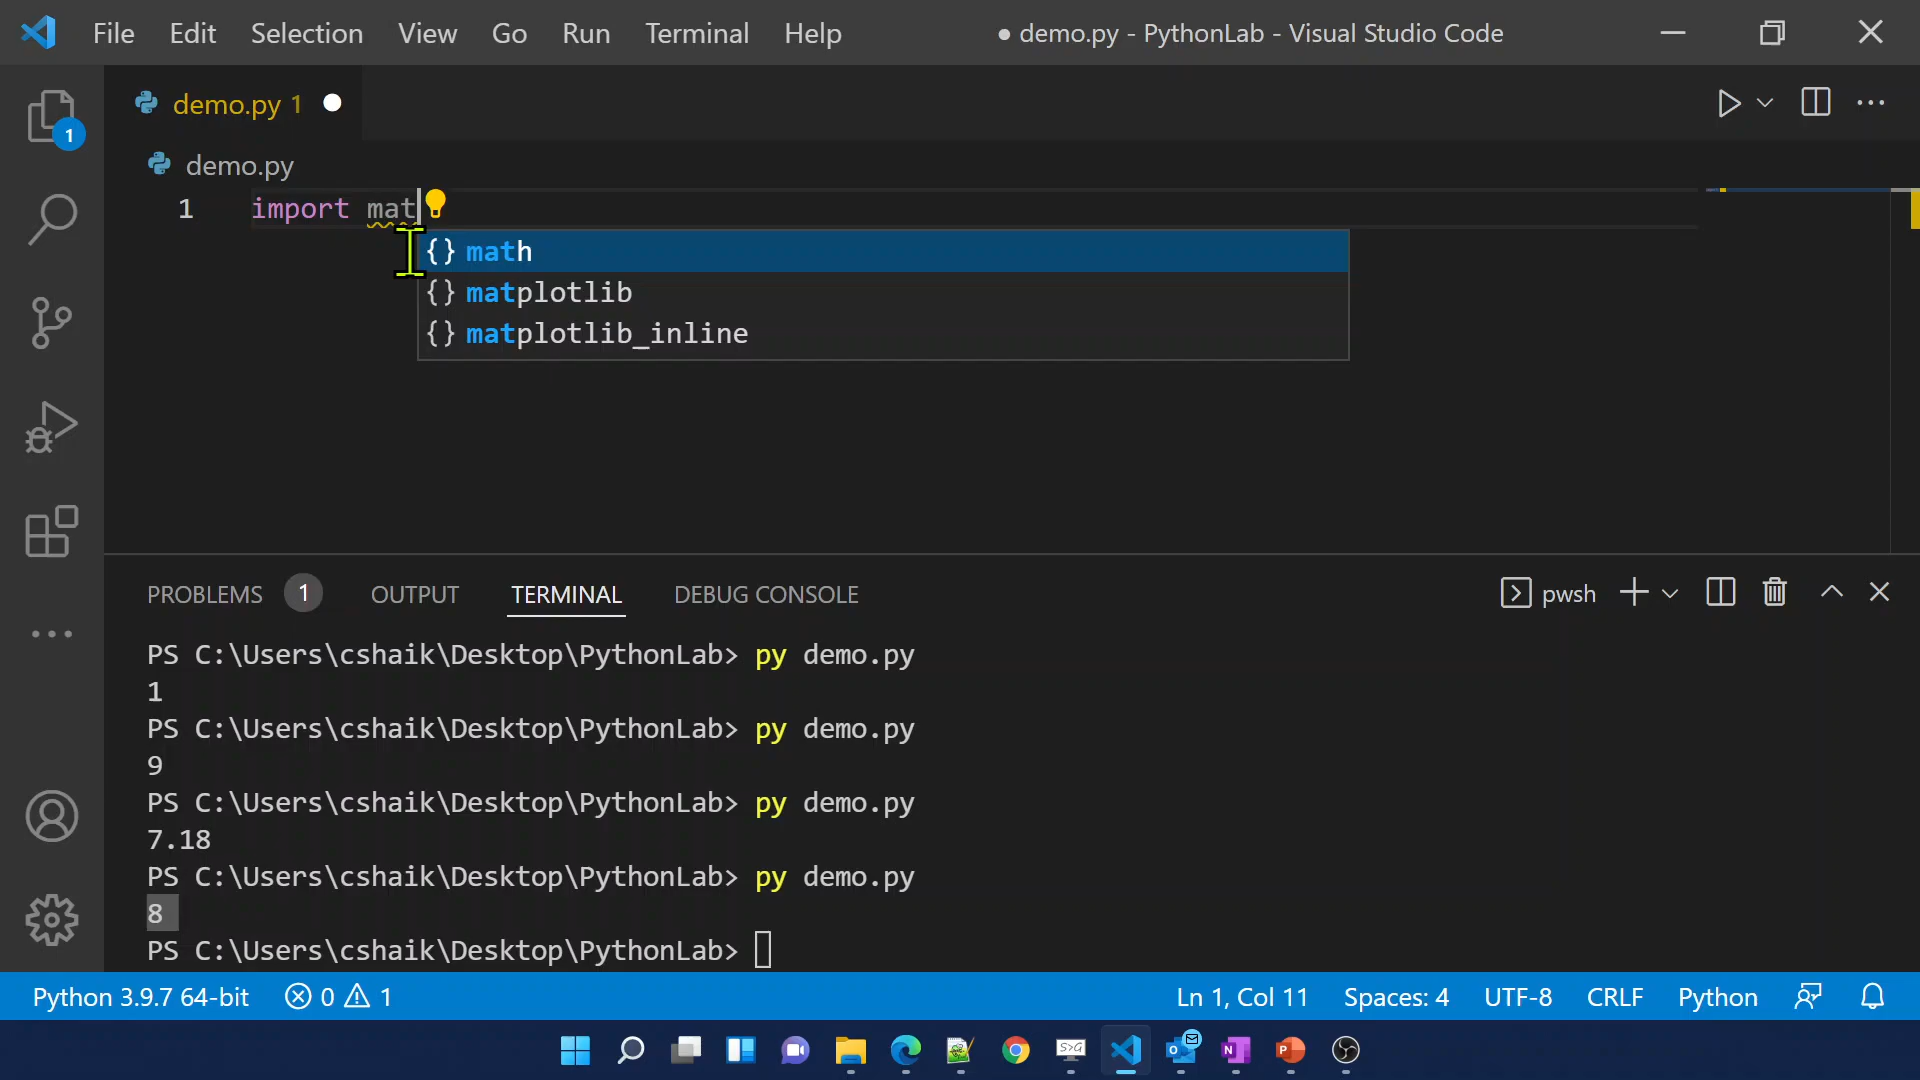 File Edit Selection View Go Run Terminal Help ● demo.py - PythonLab - Visual Studio Code
1
demo.py 1
demo.py
1 import mat
{} math
{} matplotlib
{} matplotlib_inline
PROBLEMS 1 OUTPUT TERMINAL DEBUG CONSOLE pwsh
PS C:\Users\cshaik\Desktop\PythonLab> py demo.py
1
PS C:\Users\cshaik\Desktop\PythonLab> py demo.py
9
PS C:\Users\cshaik\Desktop\PythonLab> py demo.py
7.18
PS C:\Users\cshaik\Desktop\PythonLab> py demo.py
8
PS C:\Users\cshaik\Desktop\PythonLab>
Python 3.9.7 64-bit 0 1 Ln 1, Col 11 Spaces: 4 UTF-8 CRLF Python
S>G N P